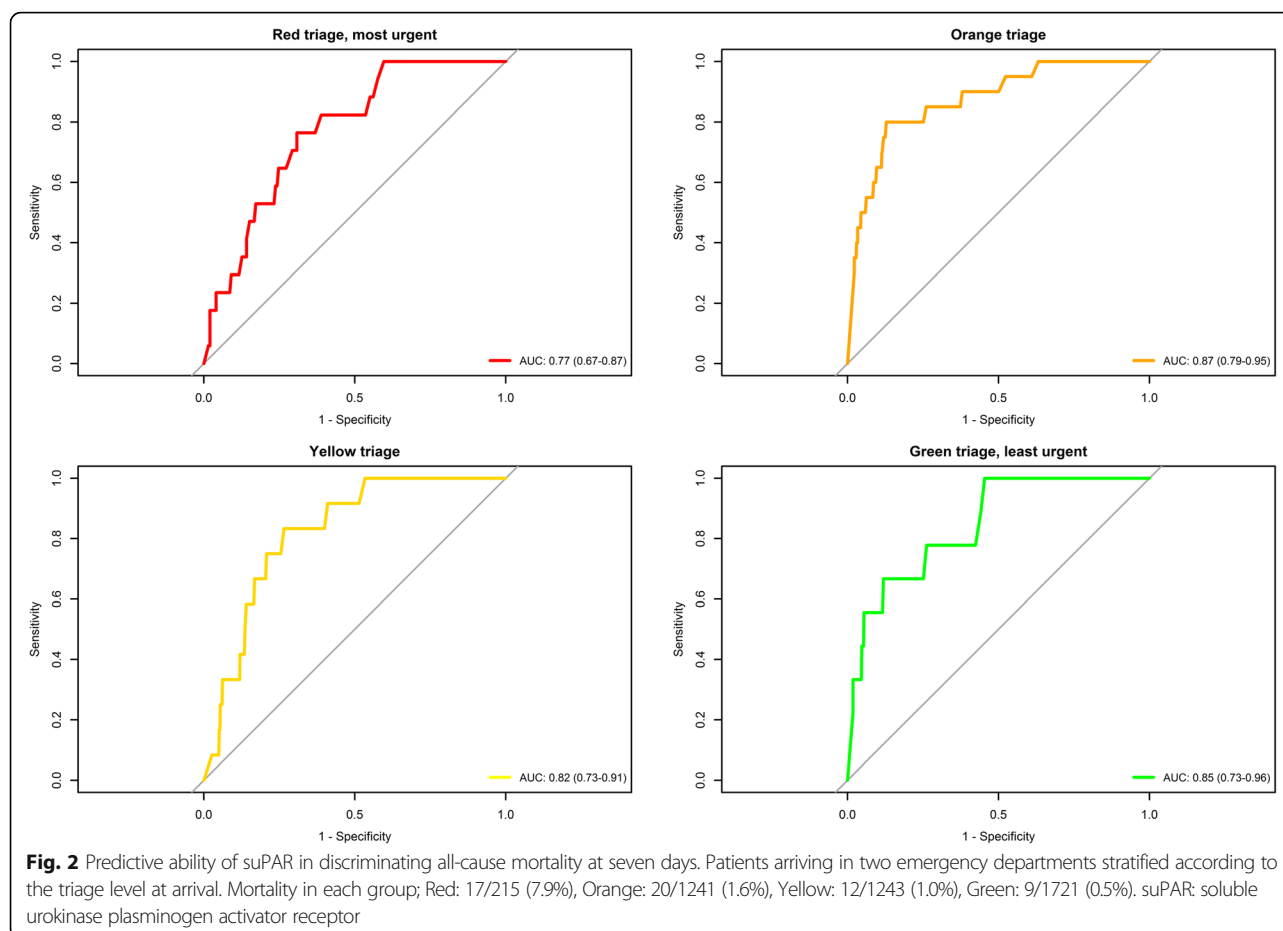 Red triage, most urgent
Sensitivity
1.0
0.8
0.6
0.4
0.2
0.0
AUC: 0.77 (0.67-0.87)
0.0 0.5 1.0
1 - Specificity
Orange triage
Sensitivity
1.0
0.8
0.6
0.4
0.2
0.0
AUC: 0.87 (0.79-0.95)
0.0 0.5 1.0
1 - Specificity
Yellow triage
Sensitivity
1.0
0.8
0.6
0.4
0.2
0.0
AUC: 0.82 (0.73-0.91)
0.0 0.5 1.0
1 - Specificity
Green triage, least urgent
Sensitivity
1.0
0.8
0.6
0.4
0.2
0.0
AUC: 0.85 (0.73-0.96)
0.0 0.5 1.0
1 - Specificity
Fig. 2 Predictive ability of suPAR in discriminating all-cause mortality at seven days. Patients arriving in two emergency departments stratified according to
the triage level at arrival. Mortality in each group; Red: 17/215 (7.9%), Orange: 20/1241 (1.6%), Yellow: 12/1243 (1.0%), Green: 9/1721 (0.5%). suPAR: soluble
urokinase plasminogen activator receptor